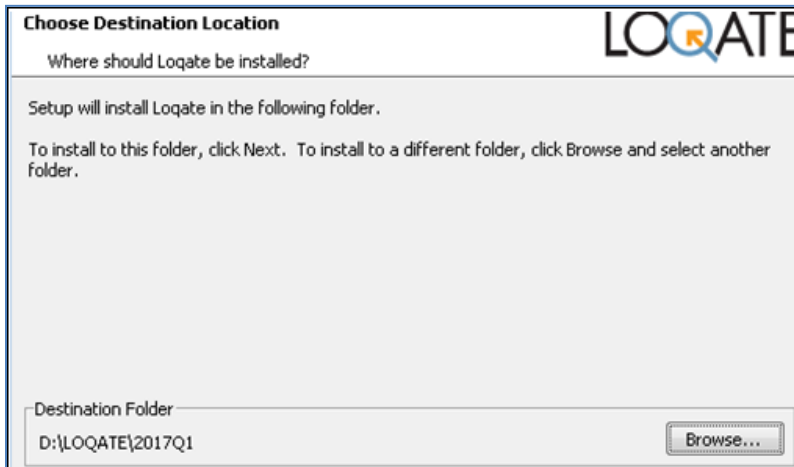 Choose Destination Location
LOQATE
Where should Loqate be installed?
Setup will install Loqate in the following folder.
To install to this folder, click Next.  To install to a different folder, click Browse and select another
folder.
Destination Folder
D:\LOQATE\2017Q1
Browse...